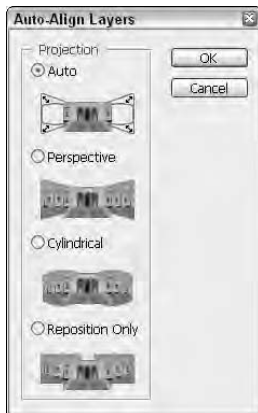 Auto-Align Layers
Projection
Auto
OK
Cancel
Perspective
Cylindrical
Reposition Only